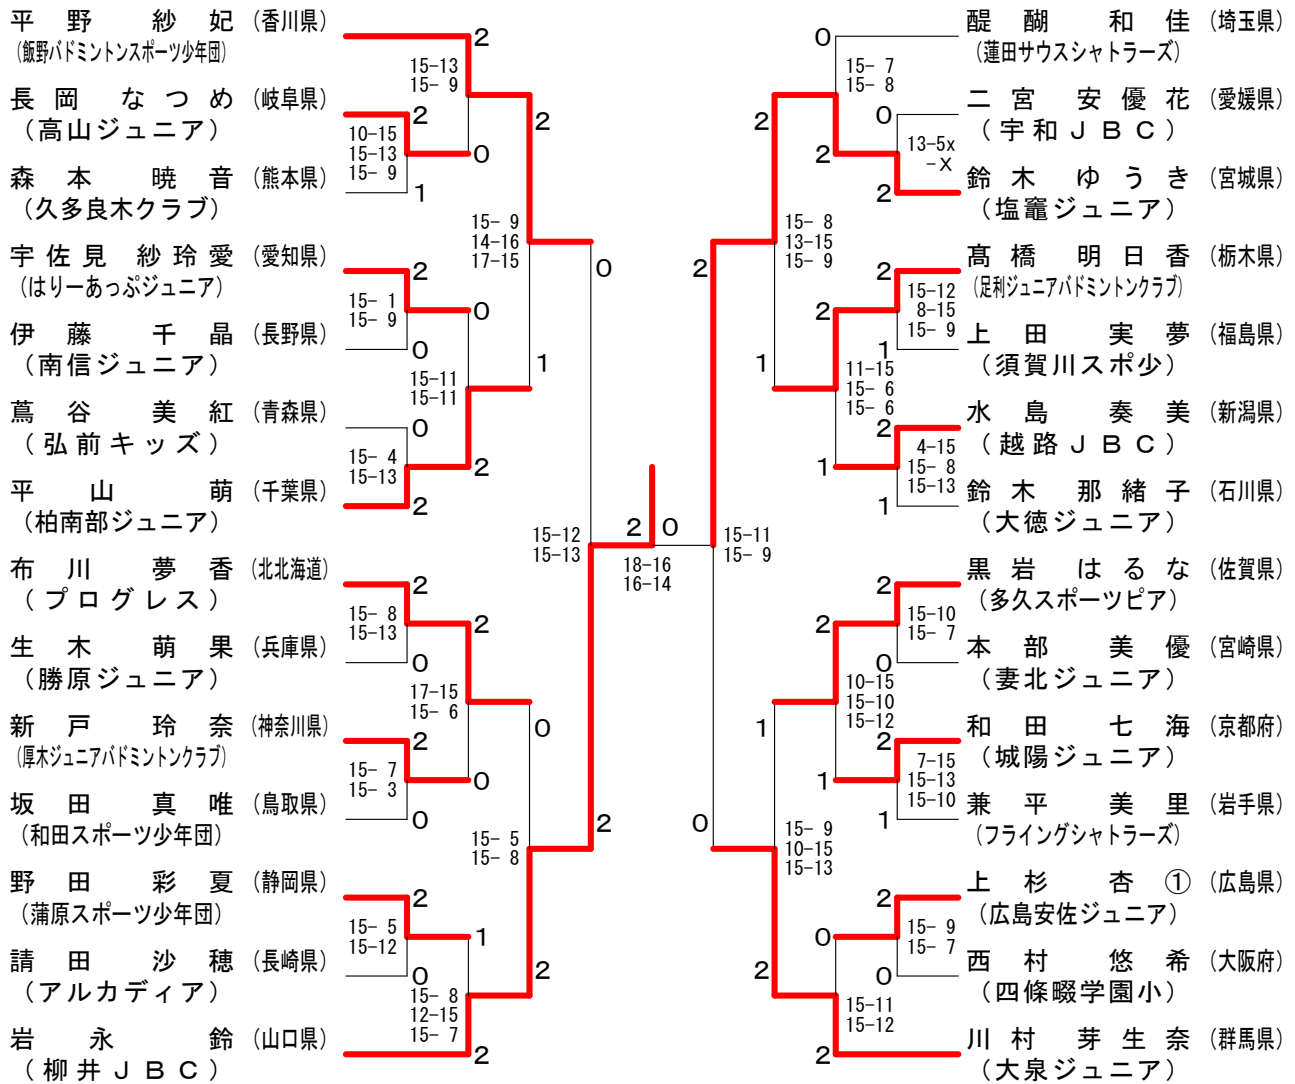 平野 紗妃 (香川県)
(飯野バドミントンスポーツ少年団)
長岡 なつめ (岐阜県)
(高山ジュニア)
森本 暁音 (熊本県)
(久多良木クラブ)
宇佐見 紗玲愛 (愛知県)
(はりーあっぷジュニア)
伊藤 千晶 (長野県)
(南信ジュニア)
蔦谷 美紅 (青森県)
(弘前キッズ)
平山 萌 (千葉県)
(柏南部ジュニア)
布川 夢香 (北北海道)
(プログレス)
生木 萌果 (兵庫県)
(勝原ジュニア)
新戸 玲奈 (神奈川県)
(厚木ジュニアバドミントンクラブ)
坂田 真唯 (鳥取県)
(和田スポーツ少年団)
野田 彩夏 (静岡県)
(蒲原スポーツ少年団)
請田 沙穂 (長崎県)
(アルカディア)
岩永 鈴 (山口県)
(柳井JBC)
2
15-13
15- 9
0
2
10-15
15-13
15- 9
1
2
15- 9
14-16
17-15
1
2
15- 1
15- 9
0
0
15-11
15-11
2
0
15- 4
15-13
2
0
15-12
15-13
2
2
15- 8
15-13
0
2
17-15
15- 6
0
2
15- 7
15- 3
0
0
15- 5
15- 8
2
2
15- 5
15-12
0
1
15- 8
12-15
15- 7
2
2 0
18-16
16-14
醍醐 和佳 (埼玉県)
(蓮田サウスシャトラーズ)
二宮 安優花 (愛媛県)
(宇和JBC)
鈴木 ゆうき (宮城県)
(塩竈ジュニア)
髙橋 明日香 (栃木県)
(足利ジュニアバドミントンクラブ)
上田 実夢 (福島県)
(須賀川スポ少)
水島 奏美 (新潟県)
(越路JBC)
鈴木 那緒子 (石川県)
(大徳ジュニア)
黒岩 はるな (佐賀県)
(多久スポーツピア)
本部 美優 (宮崎県)
(妻北ジュニア)
和田 七海 (京都府)
(城陽ジュニア)
兼平 美里 (岩手県)
(フライングシャトラーズ)
上杉 杏 ① (広島県)
(広島安佐ジュニア)
西村 悠希 (大阪府)
(四條畷学園小)
川村 芽生奈 (群馬県)
(大泉ジュニア)
0
15- 7
15- 8
2
0
13-5x
-X
2
2
15- 8
13-15
15- 9
2
2
15-12
8-15
15- 9
1
2
11-15
15- 6
15- 6
1
2
4-15
15- 8
15-13
1
2
15-11
15- 9
0
2
15-10
15- 7
0
2
10-15
15-10
15-12
1
2
7-15
15-13
15-10
1
1
15- 9
10-15
15-13
2
2
15- 9
15- 7
0
0
15-11
15-12
2